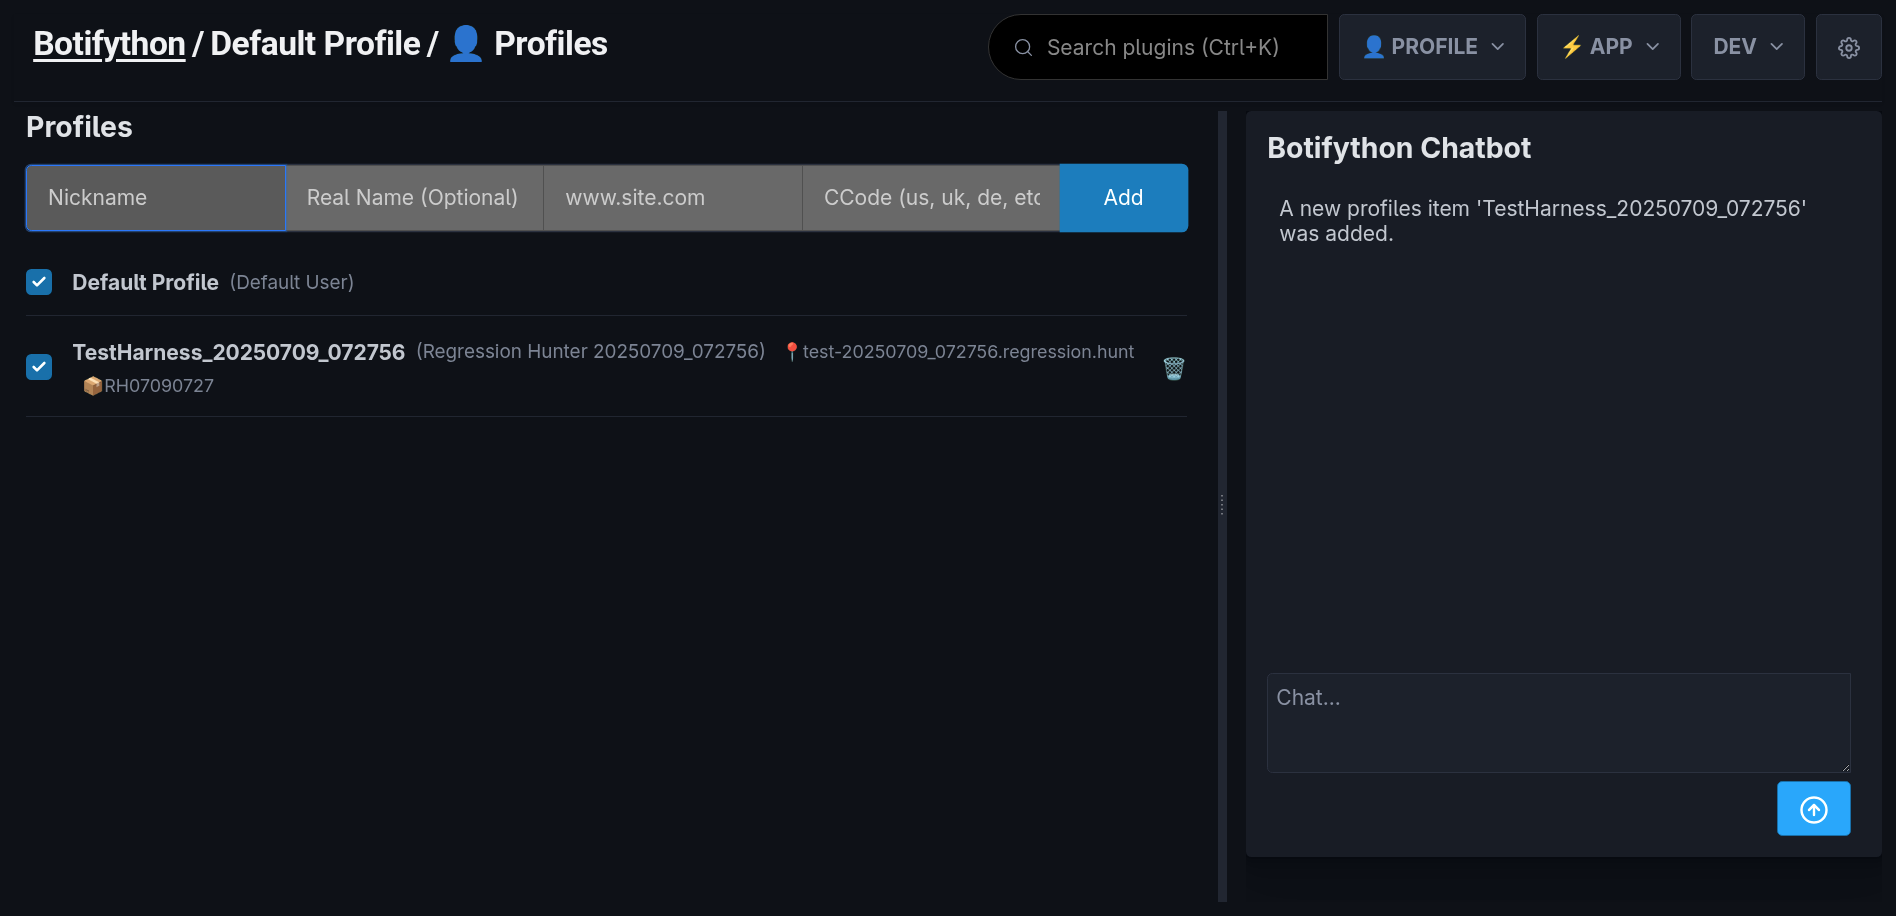 Botifython / Default Profile / 👤 Profiles
Search plugins (Ctrl+K)
👤 PROFILE
⚡ APP
DEV
Profiles
Nickname
Real Name (Optional)
www.site.com
CCode (us, uk, de, etc
Add
Default Profile (Default User)
TestHarness_20250709_072756 (Regression Hunter 20250709_072756) 📍test-20250709_072756.regression.hunt
📦RH07090727
Botifython Chatbot
A new profiles item 'TestHarness_20250709_072756'
was added.
Chat...